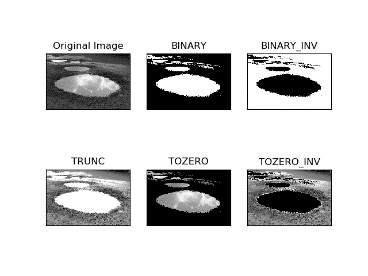 Original Image
BINARY
BINARY_INV
TRUNC
TOZERO
TOZERO_INV